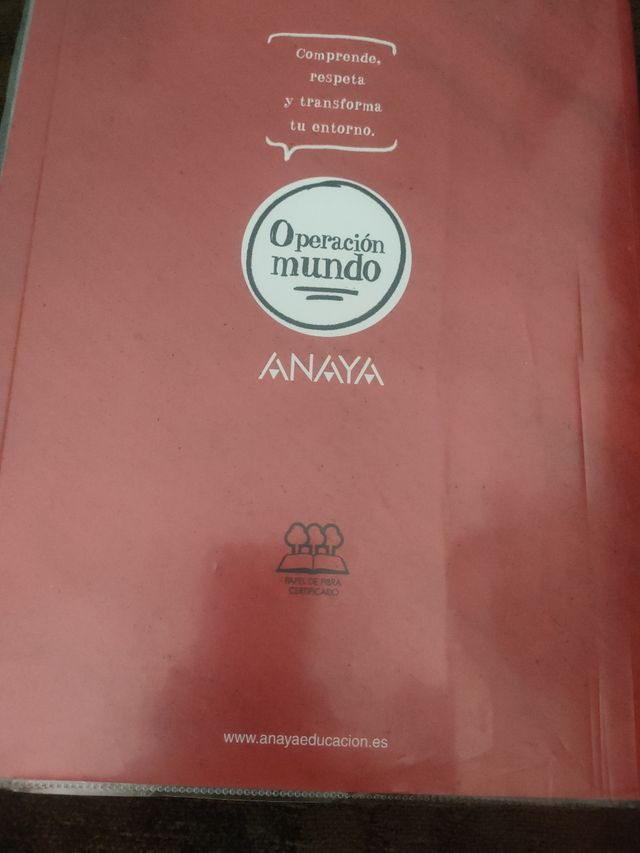 Comprende,
respeta
y transforma
tu entorno.
Operación
mundo
ANAYA
PAPEL DE FIBRA
CERTIFICADO
www.anayaeducacion.es